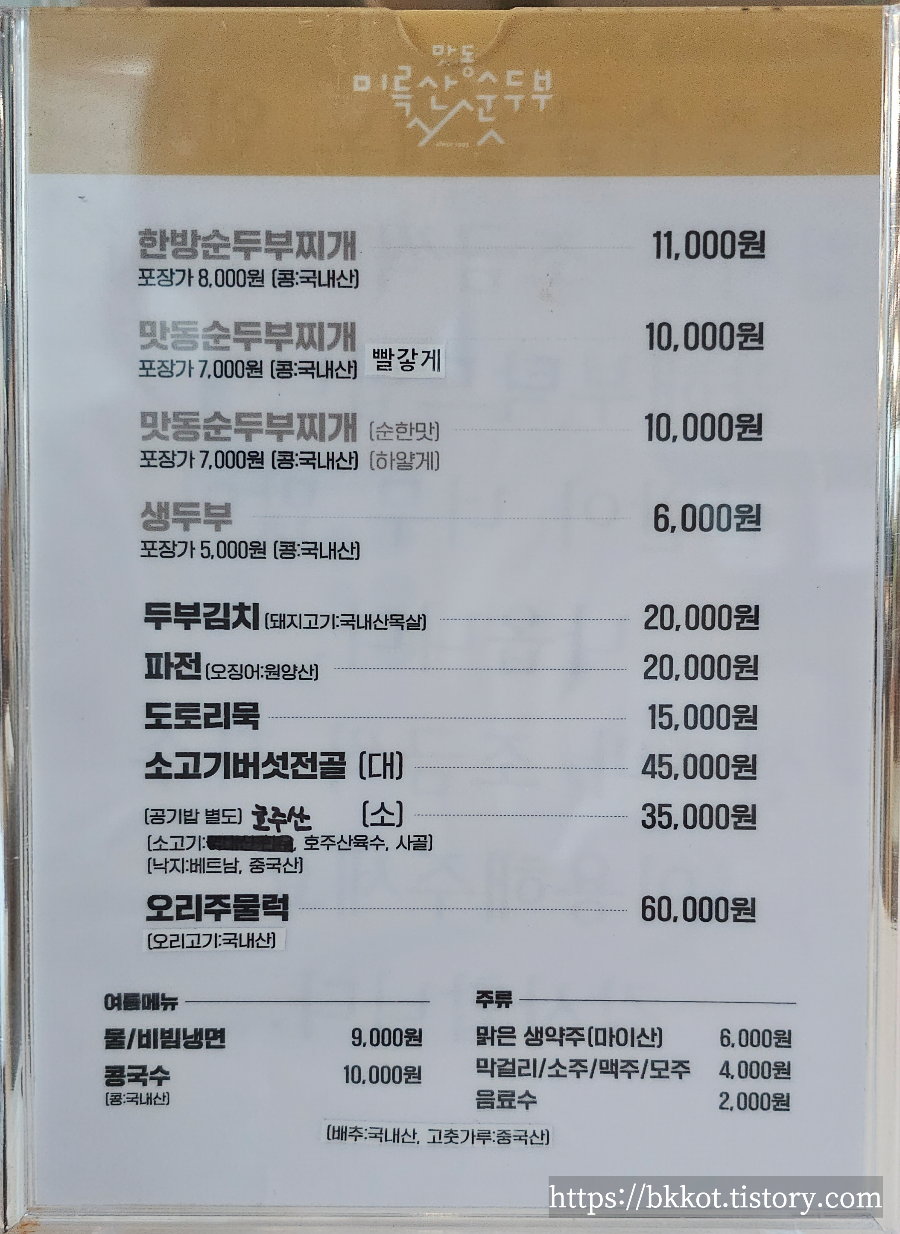 맛동
미륵산순두부
since 1995
한방순두부찌개 11,000원
포장가 8,000원 (콩:국내산)
맛동순두부찌개 10,000원
포장가 7,000원 (콩:국내산) 빨갛게
맛동순두부찌개 (순한맛) 10,000원
포장가 7,000원 (콩:국내산) (하얗게)
생두부 6,000원
포장가 5,000원 (콩:국내산)
두부김치 (돼지고기:국내산목살) 20,000원
파전 (오징어:원양산) 20,000원
도토리묵 15,000원
소고기버섯전골 (대) 45,000원
(공기밥 별도) 호주산 (소) 35,000원
(소고기: , 호주산육수, 사골)
(낙지:베트남, 중국산)
오리주물럭 60,000원
(오리고기:국내산)
여름메뉴
물/비빔냉면 9,000원
콩국수 10,000원
(콩:국내산)
주류
맑은 생약주(마이산) 6,000원
막걸리/소주/맥주/모주 4,000원
음료수 2,000원
(배추:국내산, 고춧가루:중국산)
https://bkkot.tistory.com